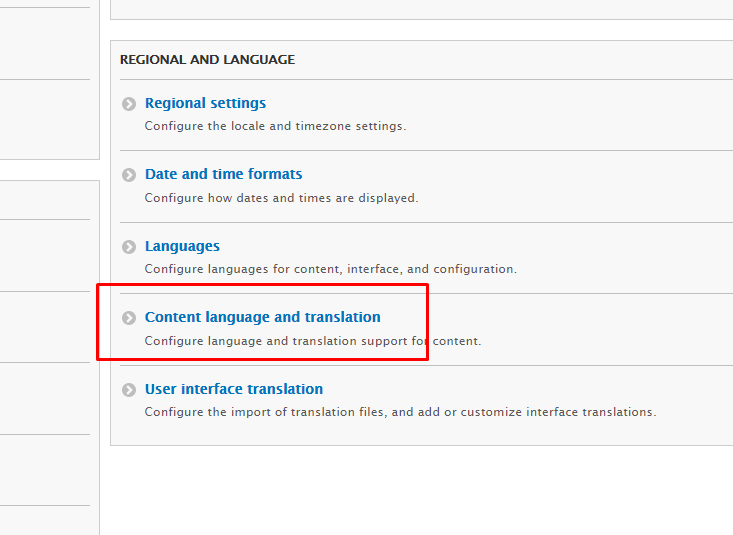 REGIONAL AND LANGUAGE
Regional settings
Configure the locale and timezone settings.
Date and time formats
Configure how dates and times are displayed.
Languages
Configure languages for content, interface, and configuration.
Content language and translation
Configure language and translation support for content.
User interface translation
Configure the import of translation files, and add or customize interface translations.